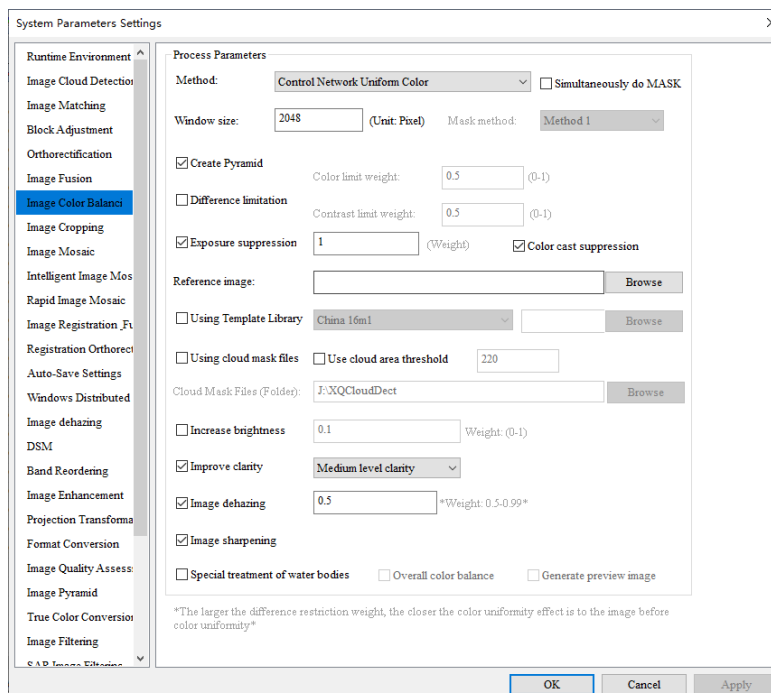 System Parameters Settings
Runtime Environment
Image Cloud Detection
Image Matching
Block Adjustment
Orthorectification
Image Fusion
Image Color Balanci
Image Cropping
Image Mosaic
Intelligent Image Mos
Rapid Image Mosaic
Image Registration_Fu
Registration Orthorect
Auto-Save Settings
Windows Distributed
Image dehazing
DSM
Band Reordering
Image Enhancement
Projection Transforma
Format Conversion
Image Quality Assess
Image Pyramid
True Color Conversion
Image Filtering
SAR Image Filtering
Process Parameters
Method: Control Network Uniform Color Simultaneously do MASK
Window size: 2048 (Unit: Pixel) Mask method: Method 1
Create Pyramid
Color limit weight: 0.5 (0-1)
Difference limitation
Contrast limit weight: 0.5 (0-1)
Exposure suppression 1 (Weight) Color cast suppression
Reference image: Browse
Using Template Library China 16m1 Browse
Using cloud mask files Use cloud area threshold 220
Cloud Mask Files (Folder): J:\XQCloudDect Browse
Increase brightness 0.1 Weight: (0-1)
Improve clarity Medium level clarity
Image dehazing 0.5 *Weight: 0.5-0.99*
Image sharpening
Special treatment of water bodies Overall color balance Generate preview image
*The larger the difference restriction weight, the closer the color uniformity effect is to the image before
color uniformity*
OK Cancel Apply